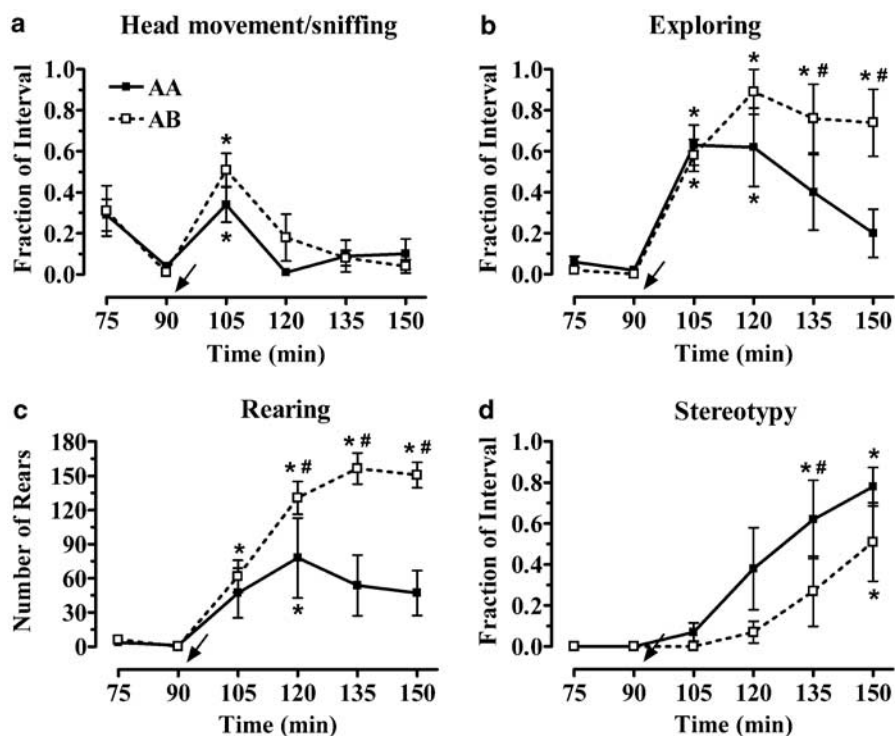 a Head movement/sniffing
Fraction of Interval
1.0
0.8
0.6
0.4
0.2
0.0
AA
AB
*
*
75 90 105 120 135 150
Time (min)
b Exploring
Fraction of Interval
1.0
0.8
0.6
0.4
0.2
0.0
* * # * #
*
* *
75 90 105 120 135 150
Time (min)
c Rearing
Number of Rears
180
150
120
90
60
30
0
* # * # * #
*
*
75 90 105 120 135 150
Time (min)
d Stereotypy
Fraction of Interval
1.0
0.8
0.6
0.4
0.2
0.0
* # *
*
75 90 105 120 135 150
Time (min)